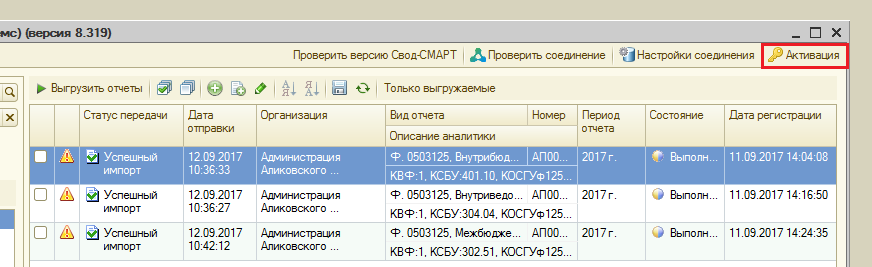 емс) (версия 8.319)
Проверить версию Свод-СМАРТ Проверить соединение Настройки соединения Активация
Выгрузить отчеты Только выгружаемые
Статус передачи Дата отправки Организация Вид отчета Номер Период отчета Состояние Дата регистрации
Описание аналитики
Успешный импорт 12.09.2017 10:36:33 Администрация Аликовского ... Ф. 0503125, Внутрибюд... АП00... 2017 г. Выполн... 11.09.2017 14:04:08
КВФ:1, КСБУ:401.10, КОСГУф125...
Успешный импорт 12.09.2017 10:36:27 Администрация Аликовского ... Ф. 0503125, Внутриведо... АП00... 2017 г. Выполн... 11.09.2017 14:16:50
КВФ:1, КСБУ:304.04, КОСГУф125...
Успешный импорт 12.09.2017 10:42:12 Администрация Аликовского ... Ф. 0503125, Межбюдже... АП00... 2017 г. Выполн... 11.09.2017 14:24:35
КВФ:1, КСБУ:302.51, КОСГУф125...